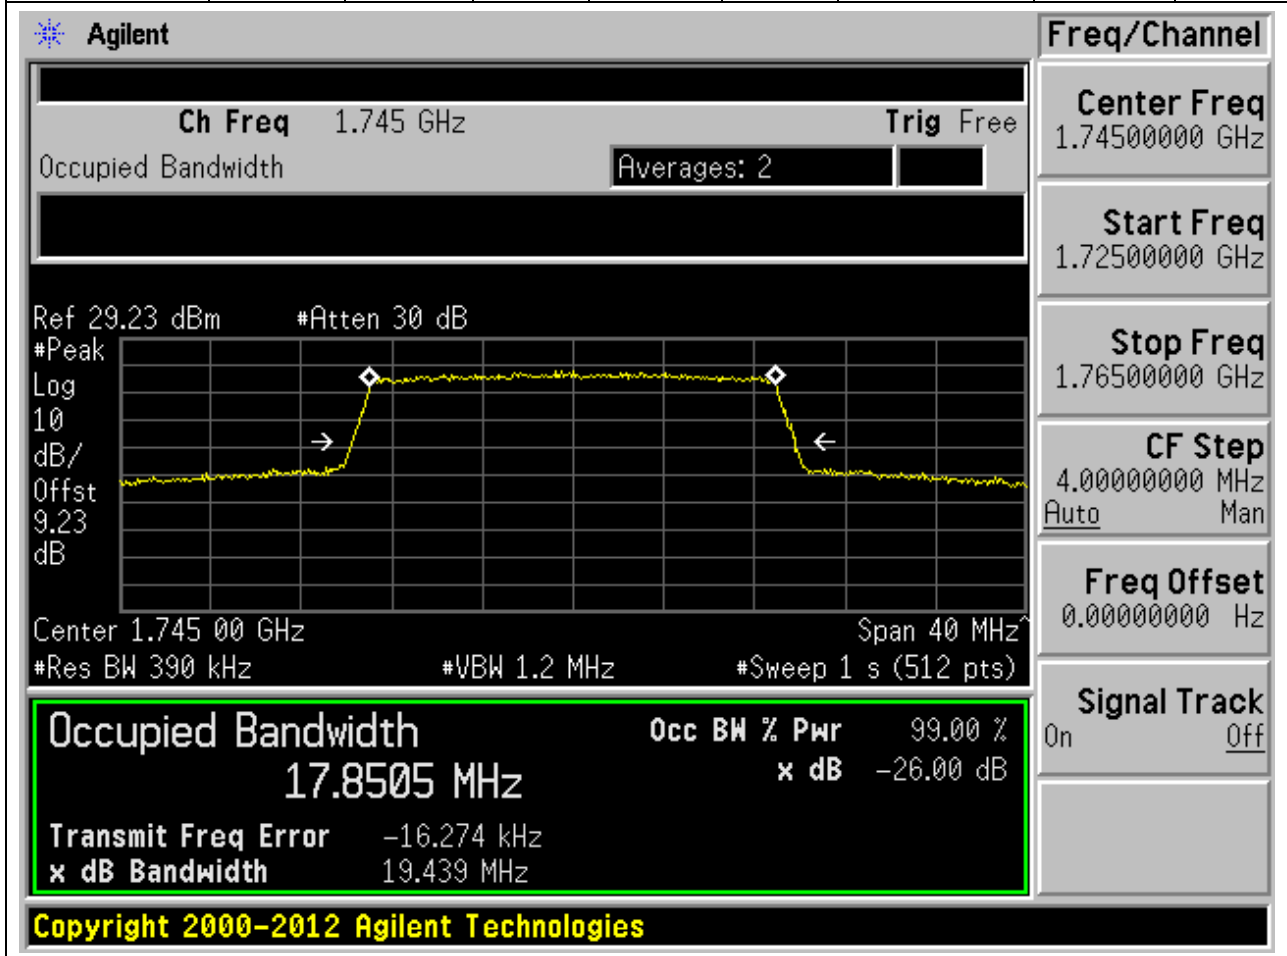 Agilent
Freq/Channel
Ch Freq 1.745 GHz Trig Free
Occupied Bandwidth Averages: 2
Center Freq
1.74500000 GHz
Start Freq
1.72500000 GHz
Stop Freq
1.76500000 GHz
CF Step
4.00000000 MHz
Auto Man
Freq Offset
0.00000000 Hz
Signal Track
On Off
Ref 29.23 dBm #Atten 30 dB
#Peak
Log
10
dB/
Offst
9.23
dB
Center 1.745 00 GHz Span 40 MHz^
#Res BW 390 kHz #VBW 1.2 MHz #Sweep 1 s (512 pts)
Occupied Bandwidth Occ BW % Pwr 99.00 %
17.8505 MHz x dB -26.00 dB
Transmit Freq Error -16.274 kHz
x dB Bandwidth 19.439 MHz
Copyright 2000-2012 Agilent Technologies